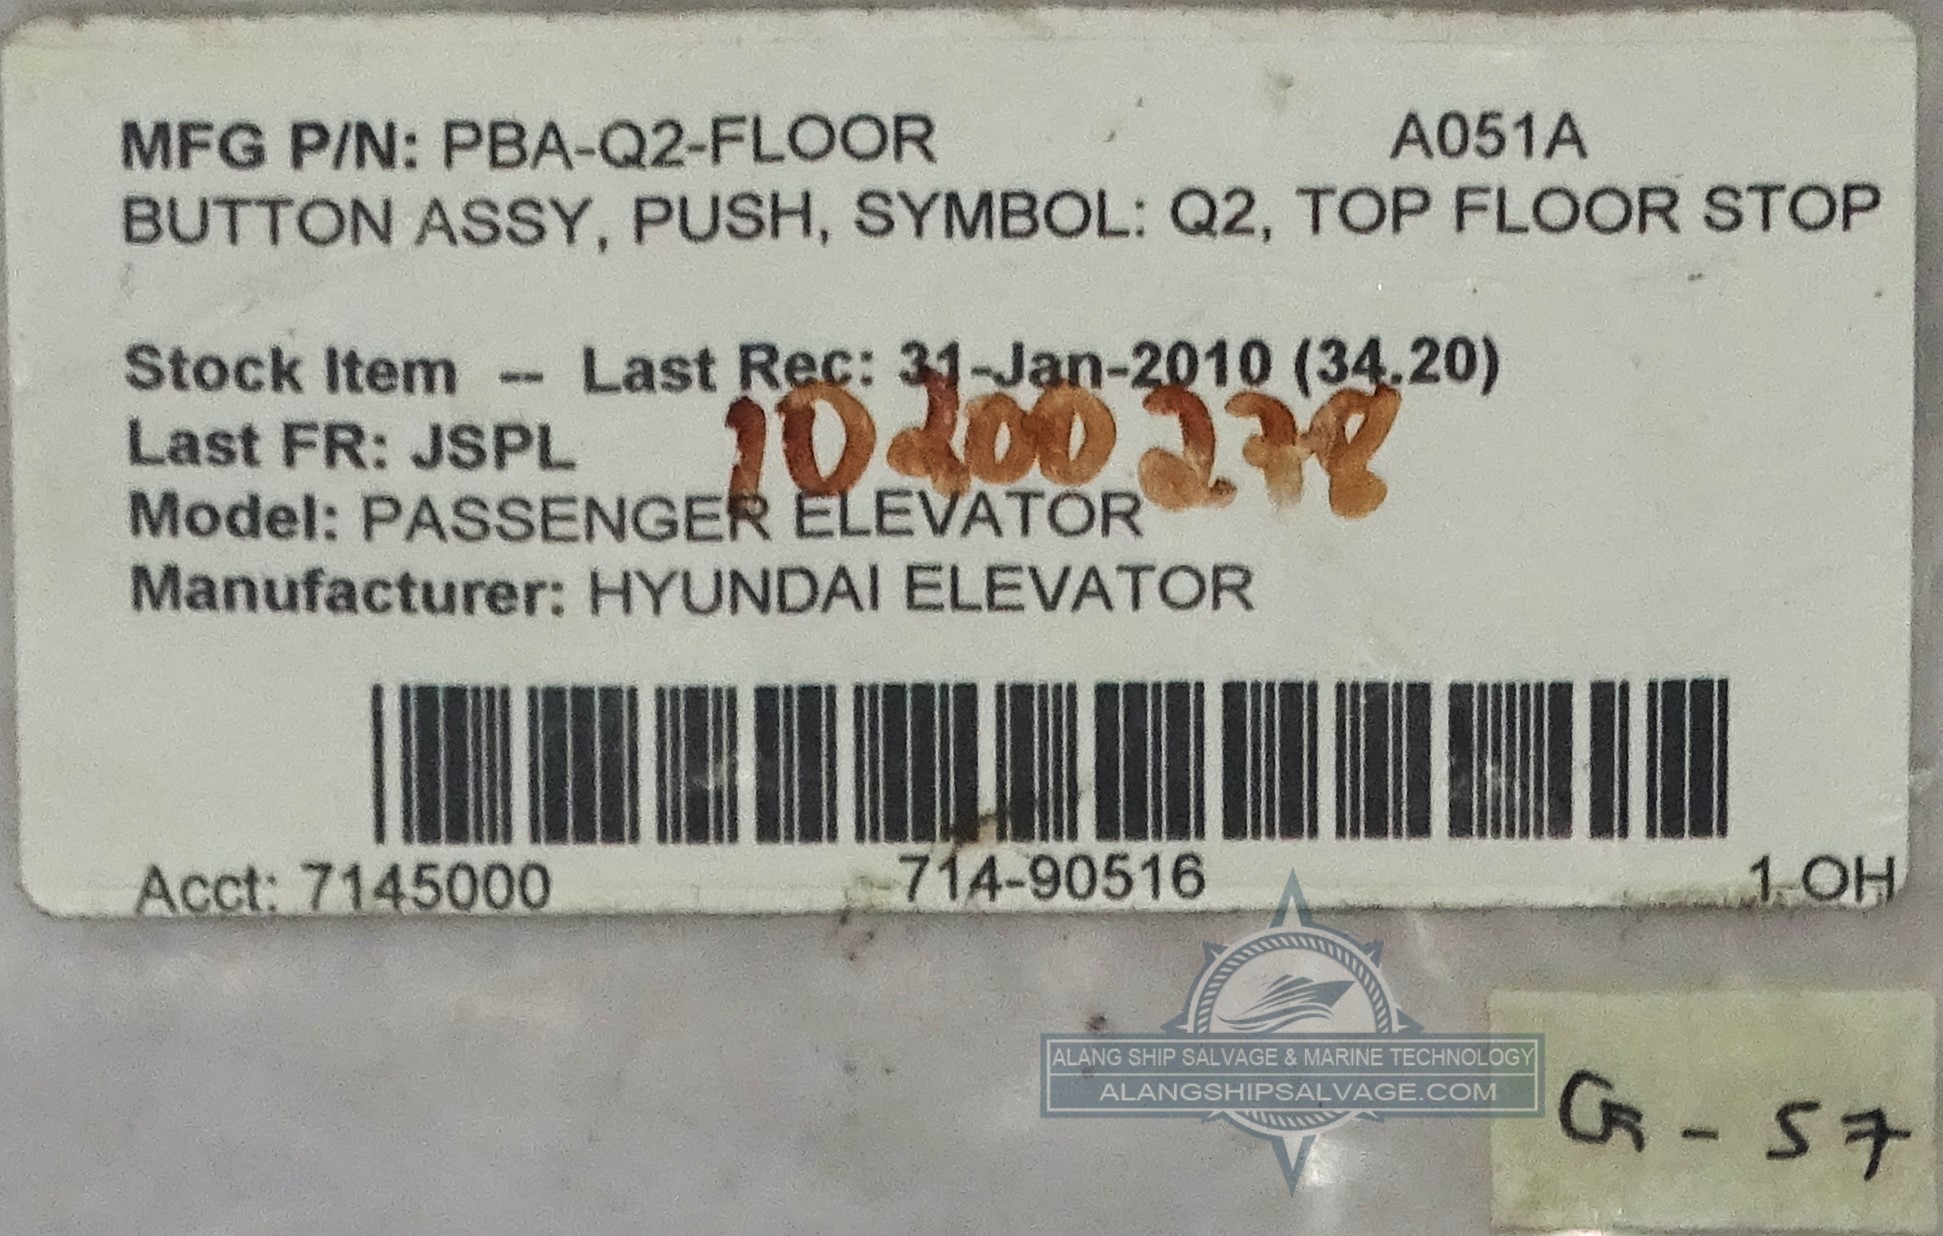 MFG P/N: PBA-Q2-FLOOR A051A
BUTTON ASSY, PUSH, SYMBOL: Q2, TOP FLOOR STOP
Stock Item -- Last Rec: 31-Jan-2010 (34.20)
10200278
Last FR: JSPL
Model: PASSENGER ELEVATOR
Manufacturer: HYUNDAI ELEVATOR
Acct: 7145000 714-90516 1 OH
ALANG SHIP SALVAGE & MARINE TECHNOLOGY
ALANGSHIPSALVAGE.COM
G-57